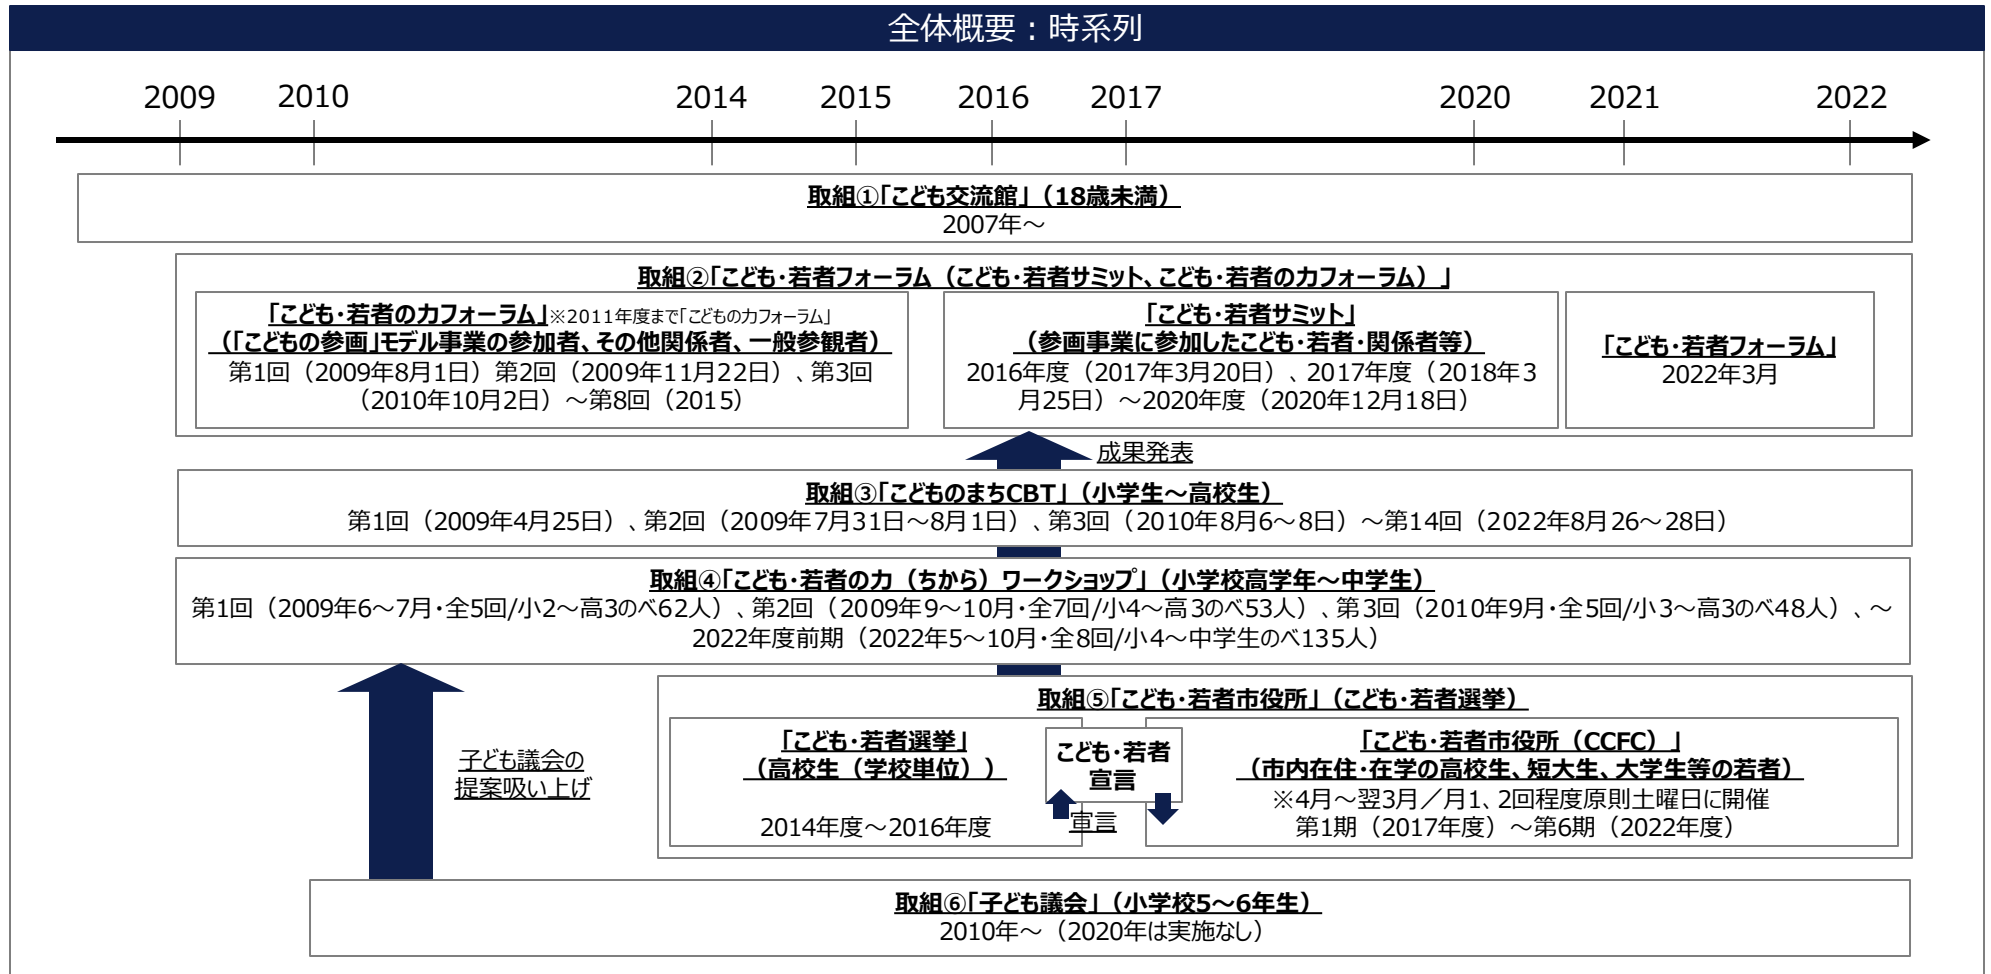 全体概要：時系列
2009
2010
2014
2015
2016
2017
2020
2021
2022
取組①「こども交流館」（18歳未満）
2007年～
取組②「こども・若者フォーラム（こども・若者サミット、こども・若者の力フォーラム）」
「こども・若者の力フォーラム」※2011年度まで「こどもの力フォーラム」
（「こどもの参画」モデル事業の参加者、その他関係者、一般参観者）
第1回（2009年8月1日）第2回（2009年11月22日）、第3回
（2010年10月2日）～第8回（2015）
「こども・若者サミット」
（参画事業に参加したこども・若者・関係者等）
2016年度（2017年3月20日）、2017年度（2018年3
月25日）～2020年度（2020年12月18日）
「こども・若者フォーラム」
2022年3月
成果発表
取組③「こどものまちCBT」（小学生～高校生）
第1回（2009年4月25日）、第2回（2009年7月31日～8月1日）、第3回（2010年8月6～8日）～第14回（2022年8月26～28日）
取組④「こども・若者の力（ちから）ワークショップ」（小学校高学年～中学生）
第1回（2009年6～7月・全5回/小2～高3のべ62人）、第2回（2009年9～10月・全7回/小4～高3のべ53人）、第3回（2010年9月・全5回/小3～高3のべ48人）、～
2022年度前期（2022年5～10月・全8回/小4～中学生のべ135人）
子ども議会の
提案吸い上げ
取組⑤「こども・若者市役所」（こども・若者選挙）
「こども・若者選挙」
（高校生（学校単位））
2014年度～2016年度
こども・若者
宣言
宣言
「こども・若者市役所（CCFC）」
（市内在住・在学の高校生、短大生、大学生等の若者）
※4月～翌3月／月1、2回程度原則土曜日に開催
第1期（2017年度）～第6期（2022年度）
取組⑥「子ども議会」（小学校5～6年生）
2010年～（2020年は実施なし）